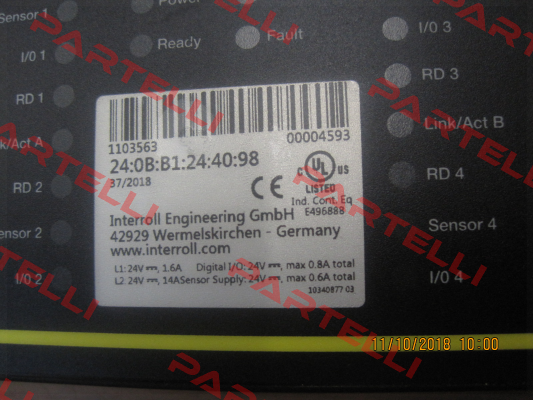 Sensor 1
Power
I/O 1
Ready
Fault
I/O 3
RD 3
RD 1
Link/Act A
Link/Act B
RD 2
RD 4
Sensor 2
Sensor 4
I/O 2
I/O 4
1103563
00004593
24:0B:B1:24:40:98
37/2018
CE
C UL US
LISTED
Ind. Cont. Eq
E496888
Interroll Engineering GmbH
42929 Wermelskirchen - Germany
www.interroll.com
L1: 24V, 1.6A Digital I/O: 24V, max 0.8A total
L2: 24V, 14A Sensor Supply: 24V, max 0.6A total
10340877 03
11/10/2018 10:00
PARTELLI
PARTELLI
PARTELLI
PARTELLI
PARTELLI
PARTELLI